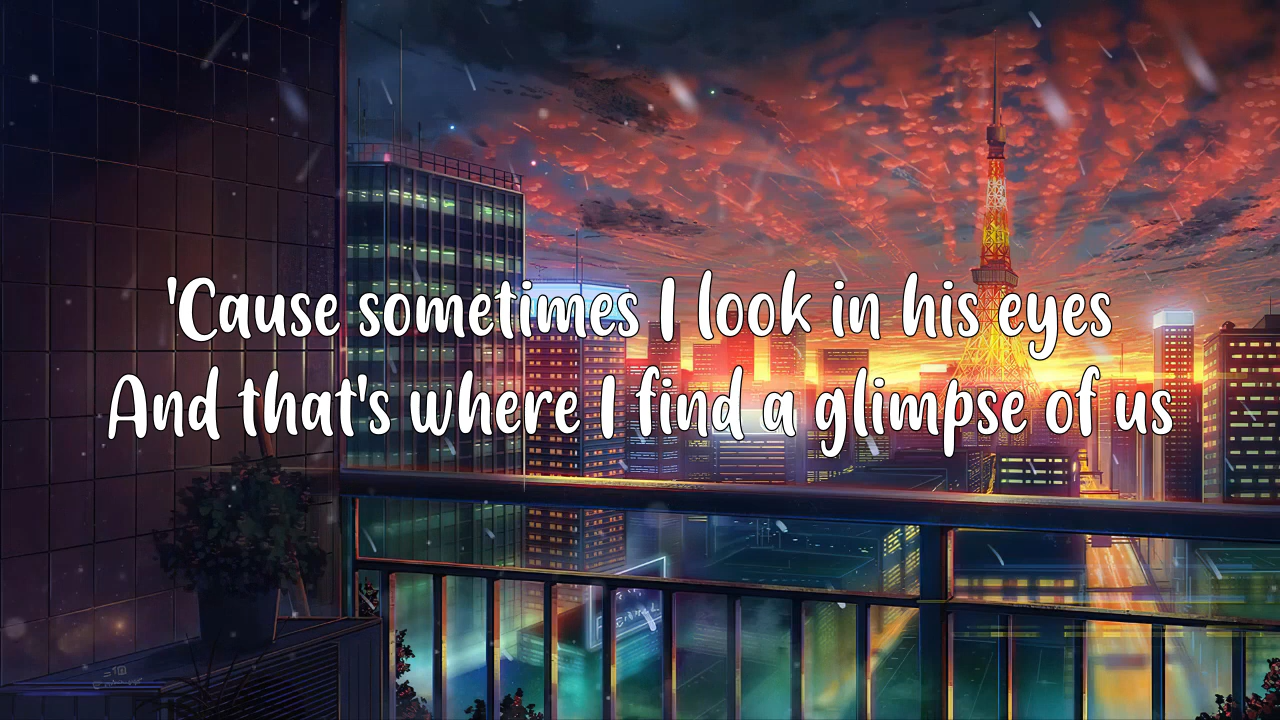 'Cause sometimes I look in his eyes
And that's where I find a glimpse of us